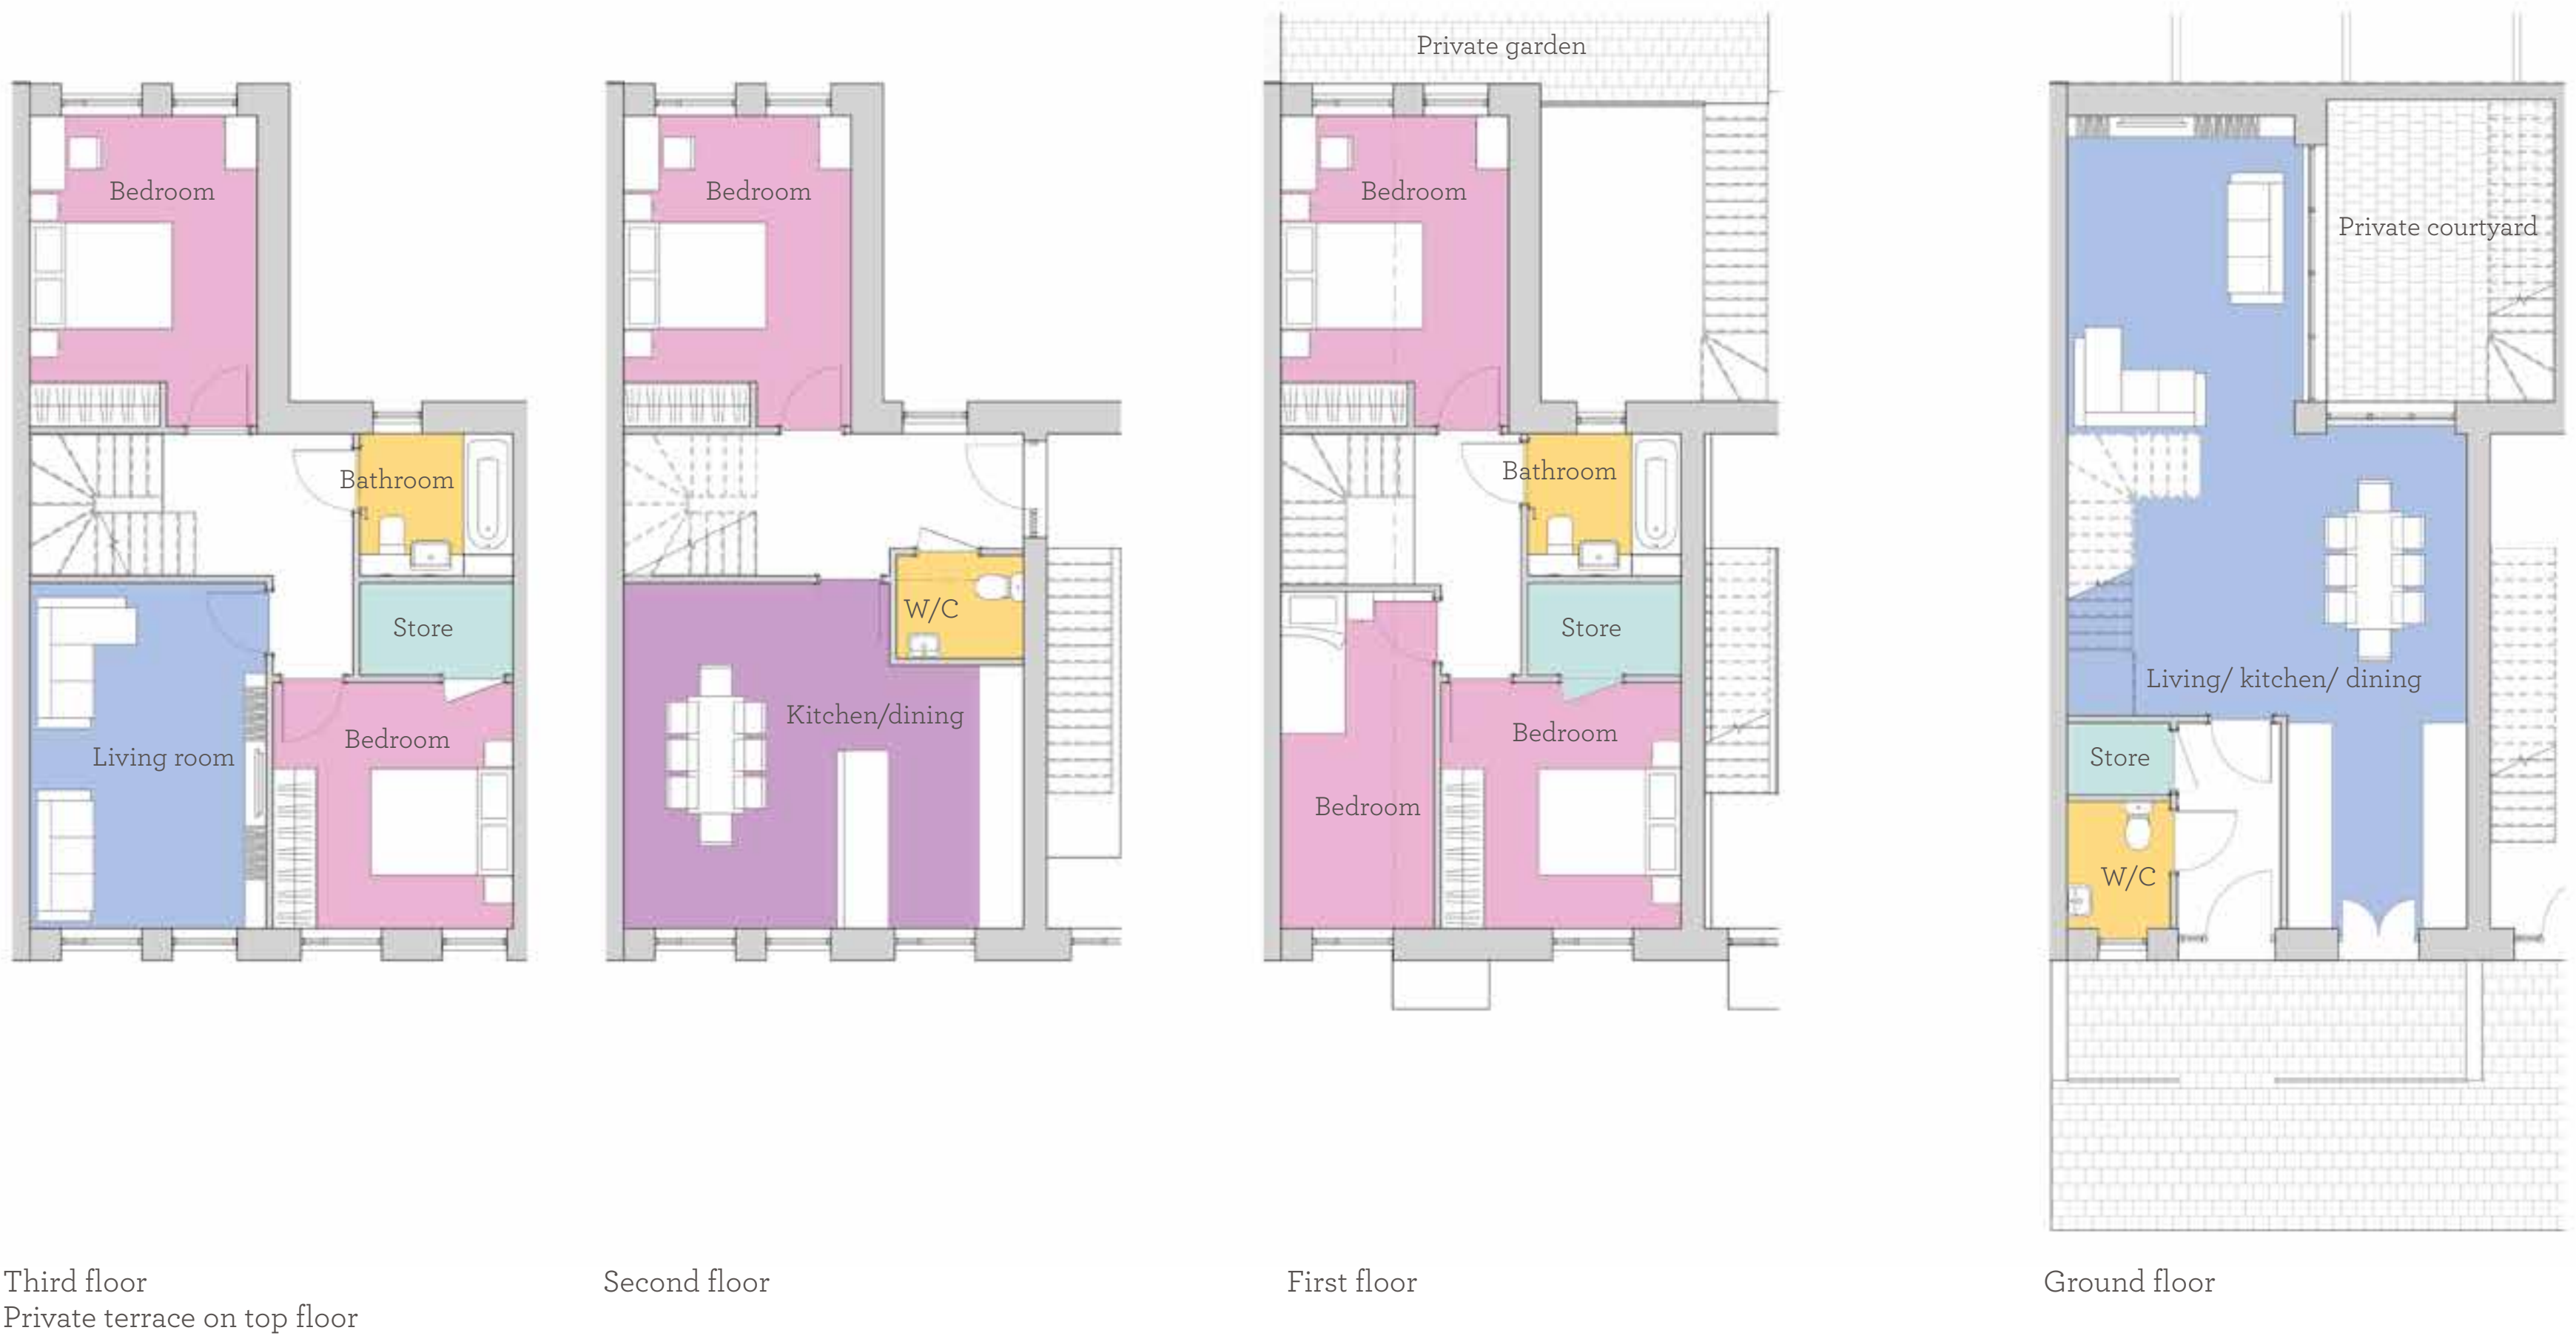 Bedroom
Bathroom
Store
Bedroom
Living room
Third floor
Private terrace on top floor
Bedroom
W/C
Kitchen/dining
Second floor
Private garden
Bedroom
Bathroom
Store
Bedroom
Bedroom
First floor
Private courtyard
Living/ kitchen/ dining
Store
W/C
Ground floor